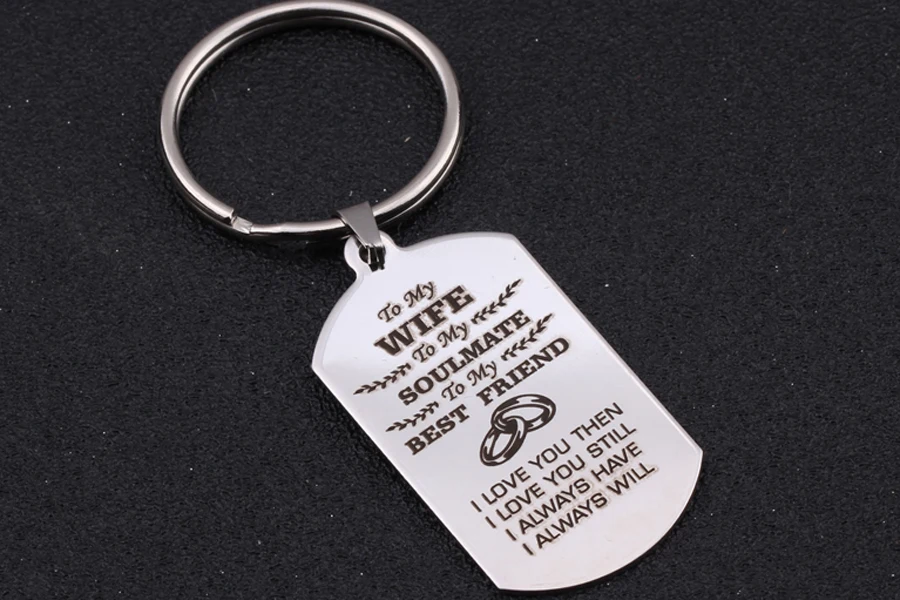 To My
WIFE
To My
SOULMATE
To My
BEST FRIEND
I LOVE YOU THEN
I LOVE YOU STILL
I ALWAYS HAVE
I ALWAYS WILL